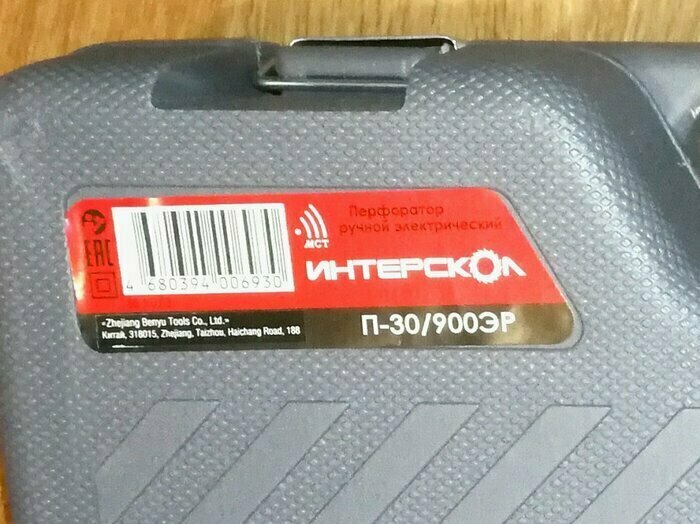 EAC
4 680394 006930
МСТ
Перфоратор
ручной электрический
ИНТЕРСКОЛ
«Zhejiang Benyu Tools Co., Ltd.»
Китай, 318015, Zhejiang, Taizhou, Haichang Road, 188
П-30/900ЭР